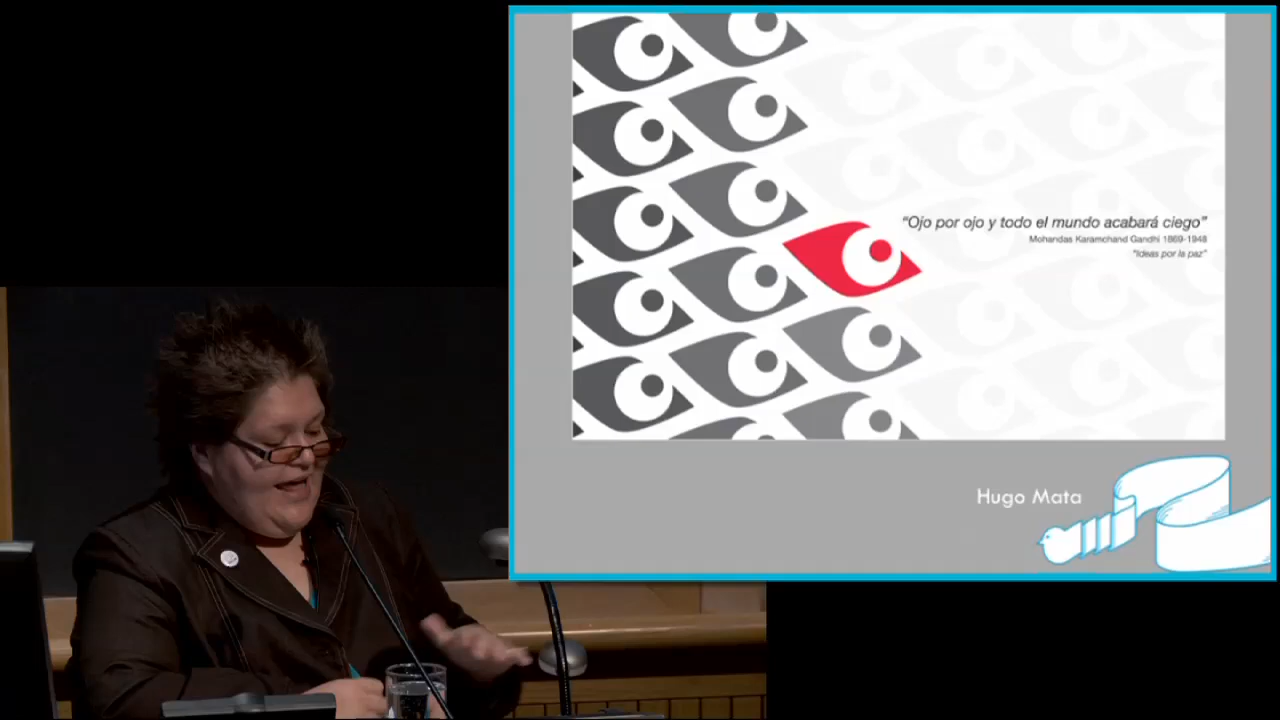 “Ojo por ojo y todo el mundo acabará ciego”
Mohandas Karamchand Gandhi 1869-1948
“Ideas por la paz”
Hugo Mata